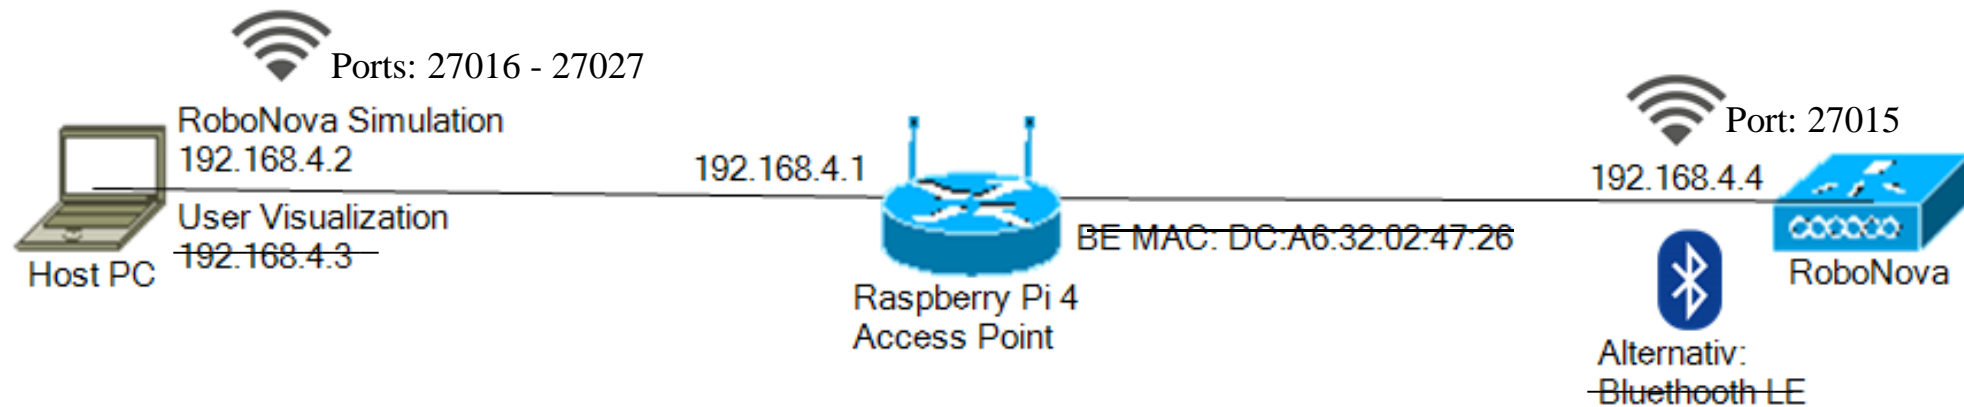 Ports: 27016 - 27027
RoboNova Simulation
192.168.4.2
User Visualization
192.168.4.3
Host PC
192.168.4.1
BE MAC: DC:A6:32:02:47:26
Raspberry Pi 4
Access Point
Port: 27015
192.168.4.4
RoboNova
Alternativ:
Bluethooth LE